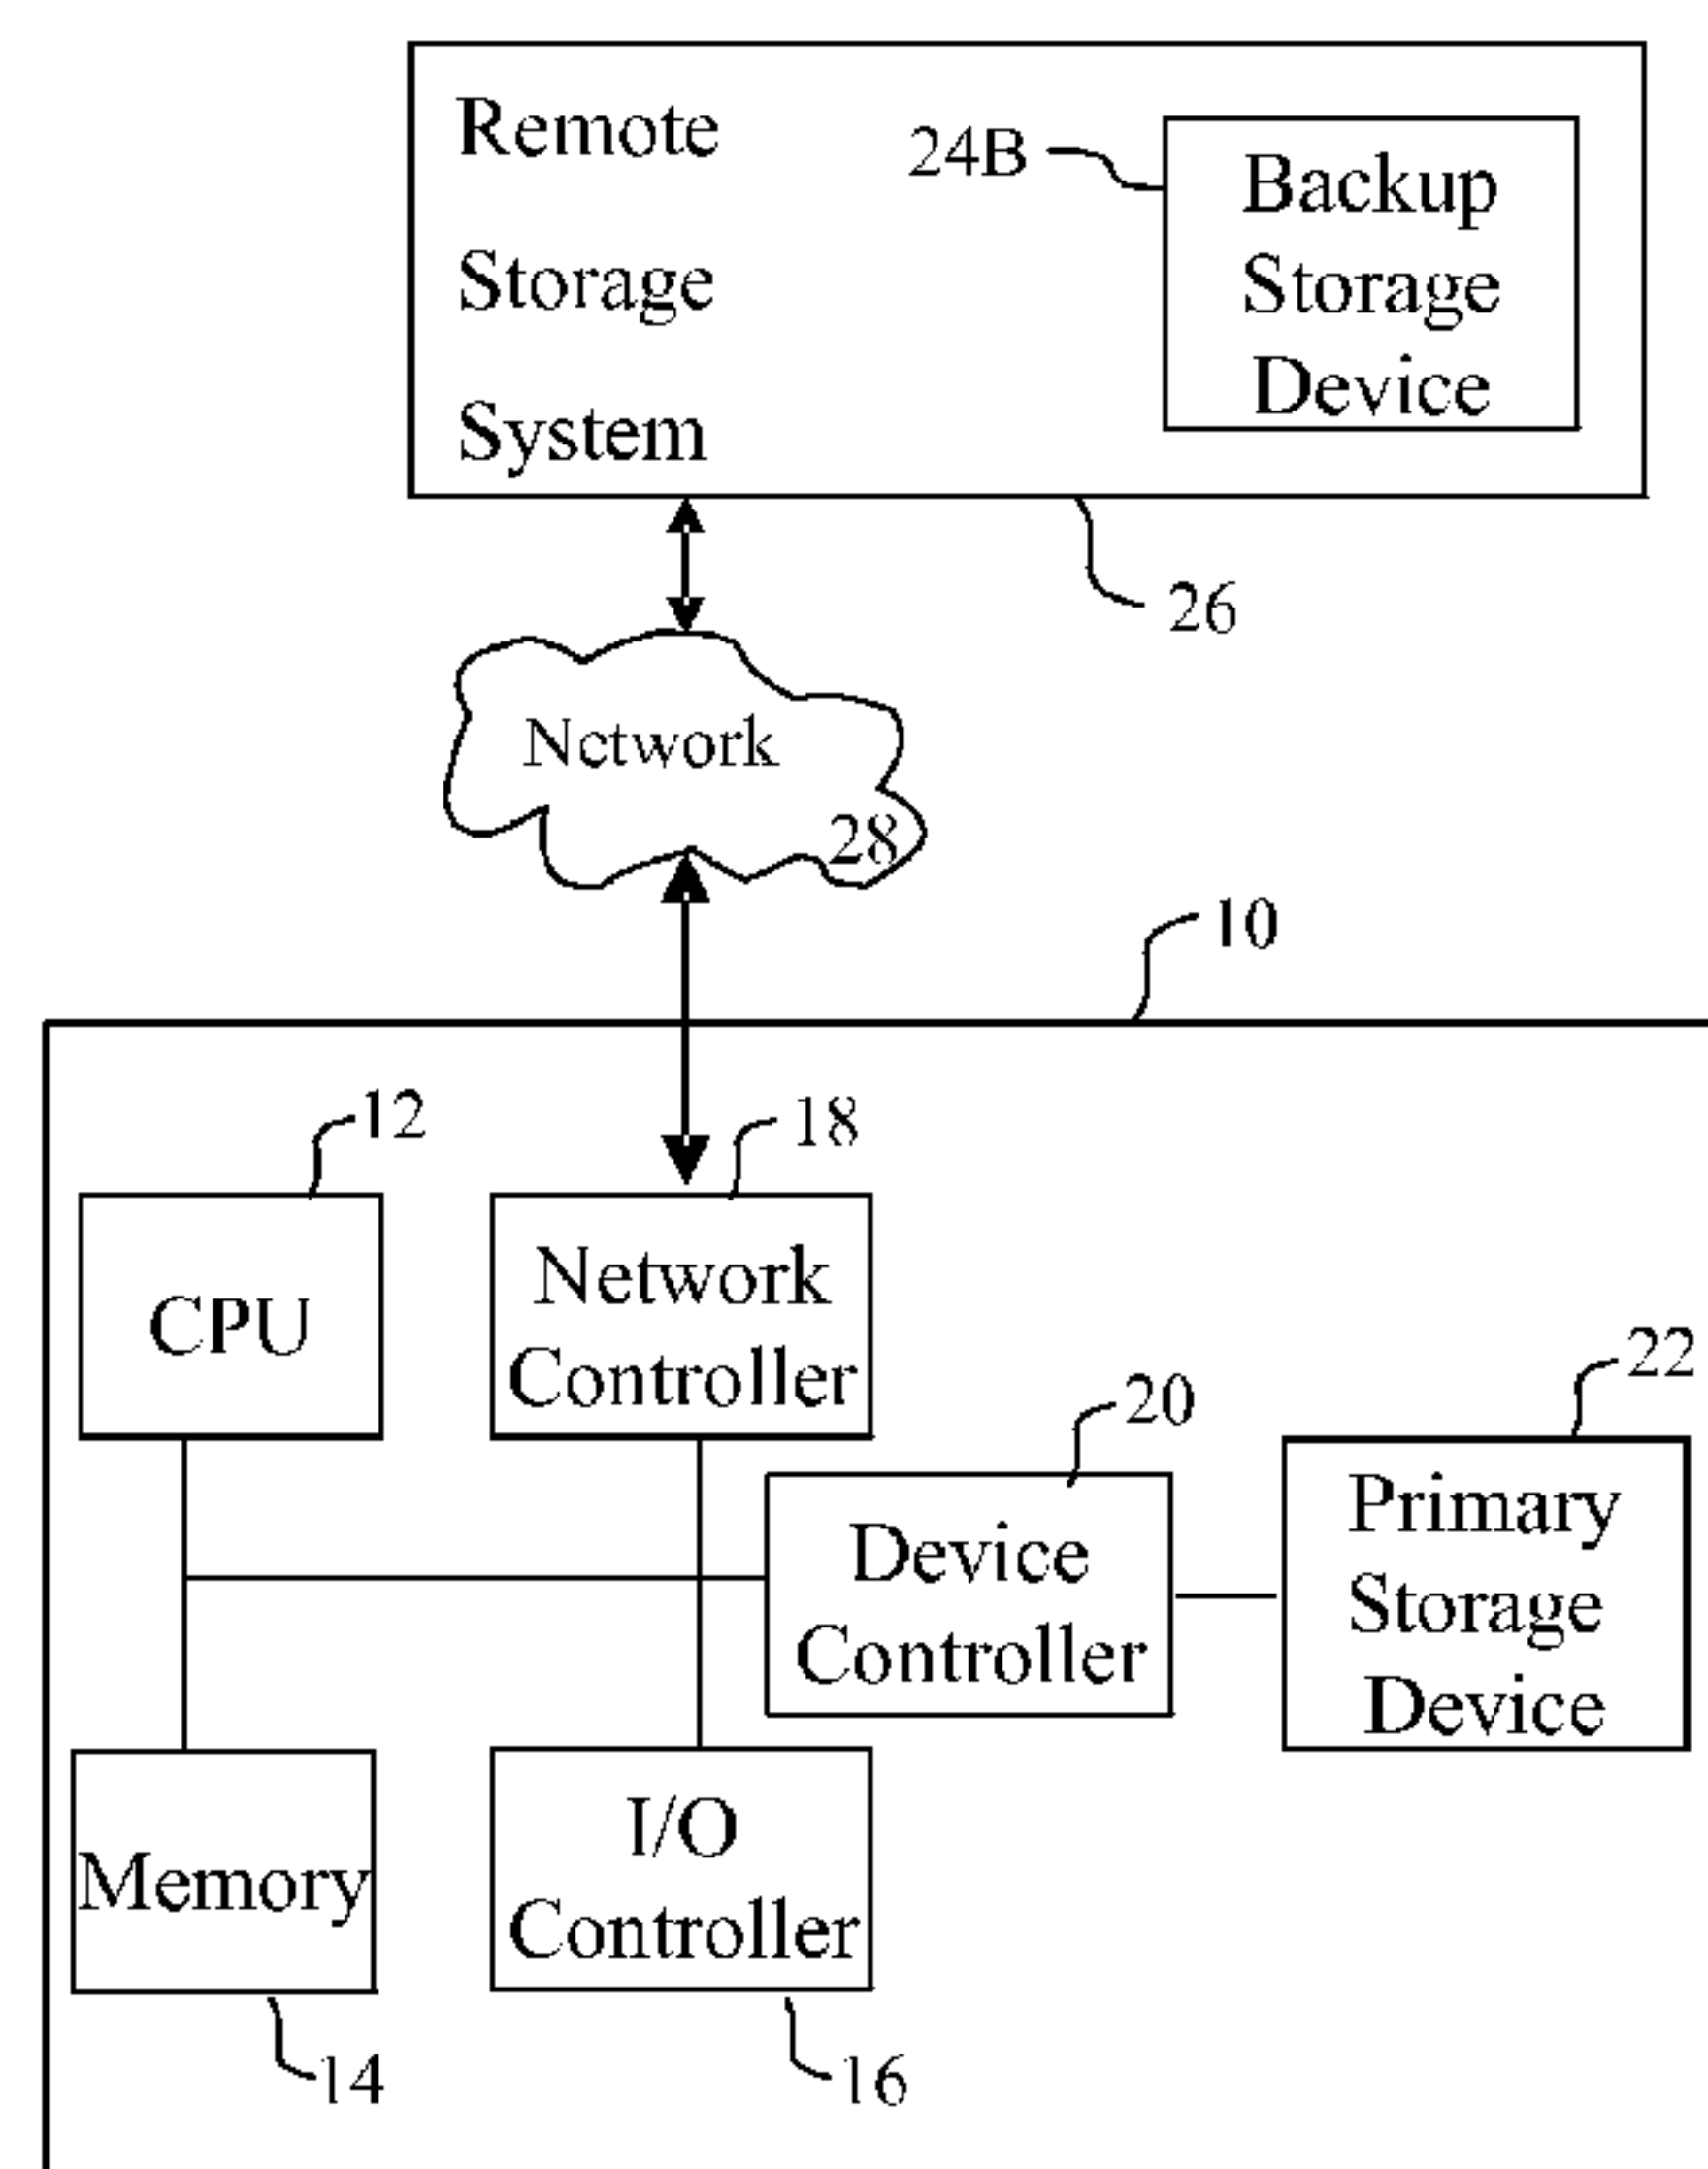 Remote
Storage
System
24B
Backup
Storage
Device
26
Network
28
10
12
18
CPU
Network
Controller
20
22
Device
Controller
Primary
Storage
Device
Memory
I/O
Controller
14
16